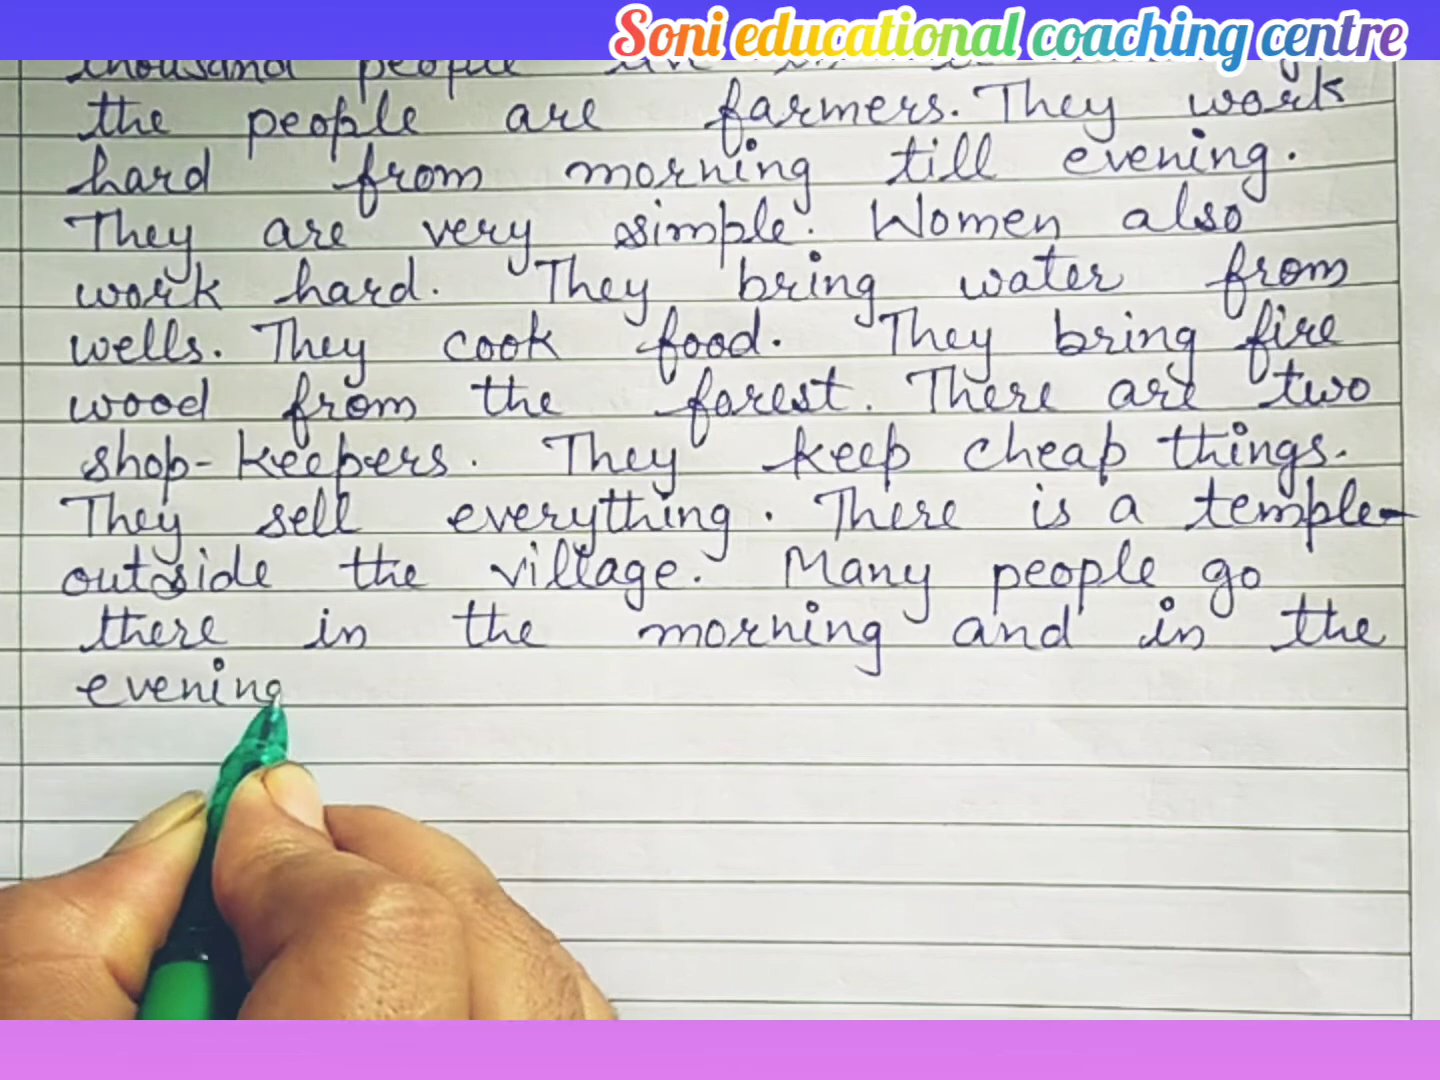 Soni educational coaching centre
thousand people
the people are farmers. They work
hard from morning till evening.
They are very simple. Women also
work hard. They bring water from
wells. They cook food. They bring fire
wood from the forest. There are two
shop-keepers. They keep cheap things.
They sell everything. There is a temple
outside the village. Many people go
there in the morning and in the
evening